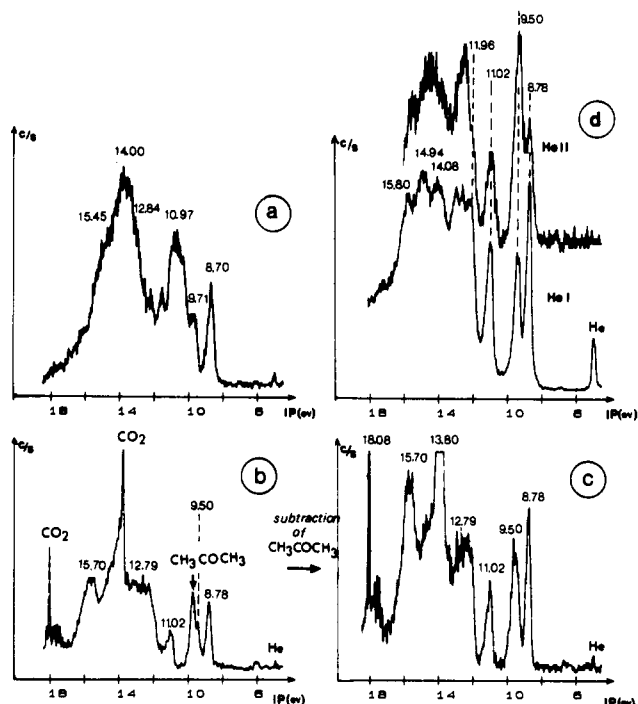 c/s
14.00
15.45
12.84
10.97
9.71
8.70
a
18 14 10 6 IP(ev)
c/s
9.50
11.96
11.02
8.78
d
He II
14.94
14.08
15.80
He I
He
18 14 10 6 IP(ev)
c/s
CO2
CO2
b
9.50
15.70
12.79
CH3COCH3
11.02
8.78
He
18 14 10 6 IP(ev)
subtraction
of
CH3COCH3
c/s
18.08
13.80
15.70
c
12.79
9.50
8.78
11.02
He
18 14 10 6 IP(ev)